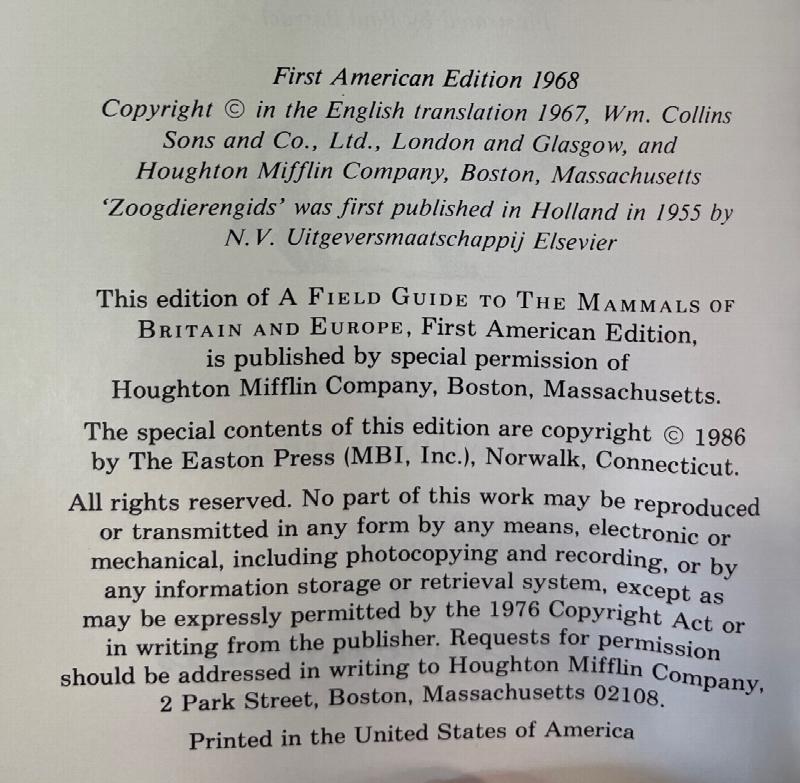 First American Edition 1968
Copyright © in the English translation 1967, Wm. Collins
Sons and Co., Ltd., London and Glasgow, and
Houghton Mifflin Company, Boston, Massachusetts
‘Zoogdierengids’ was first published in Holland in 1955 by
N.V. Uitgeversmaatschappij Elsevier
This edition of A FIELD GUIDE TO THE MAMMALS OF
BRITAIN AND EUROPE, First American Edition,
is published by special permission of
Houghton Mifflin Company, Boston, Massachusetts.
The special contents of this edition are copyright © 1986
by The Easton Press (MBI, Inc.), Norwalk, Connecticut.
All rights reserved. No part of this work may be reproduced
or transmitted in any form by any means, electronic or
mechanical, including photocopying and recording, or by
any information storage or retrieval system, except as
may be expressly permitted by the 1976 Copyright Act or
in writing from the publisher. Requests for permission
should be addressed in writing to Houghton Mifflin Company,
2 Park Street, Boston, Massachusetts 02108.
Printed in the United States of America